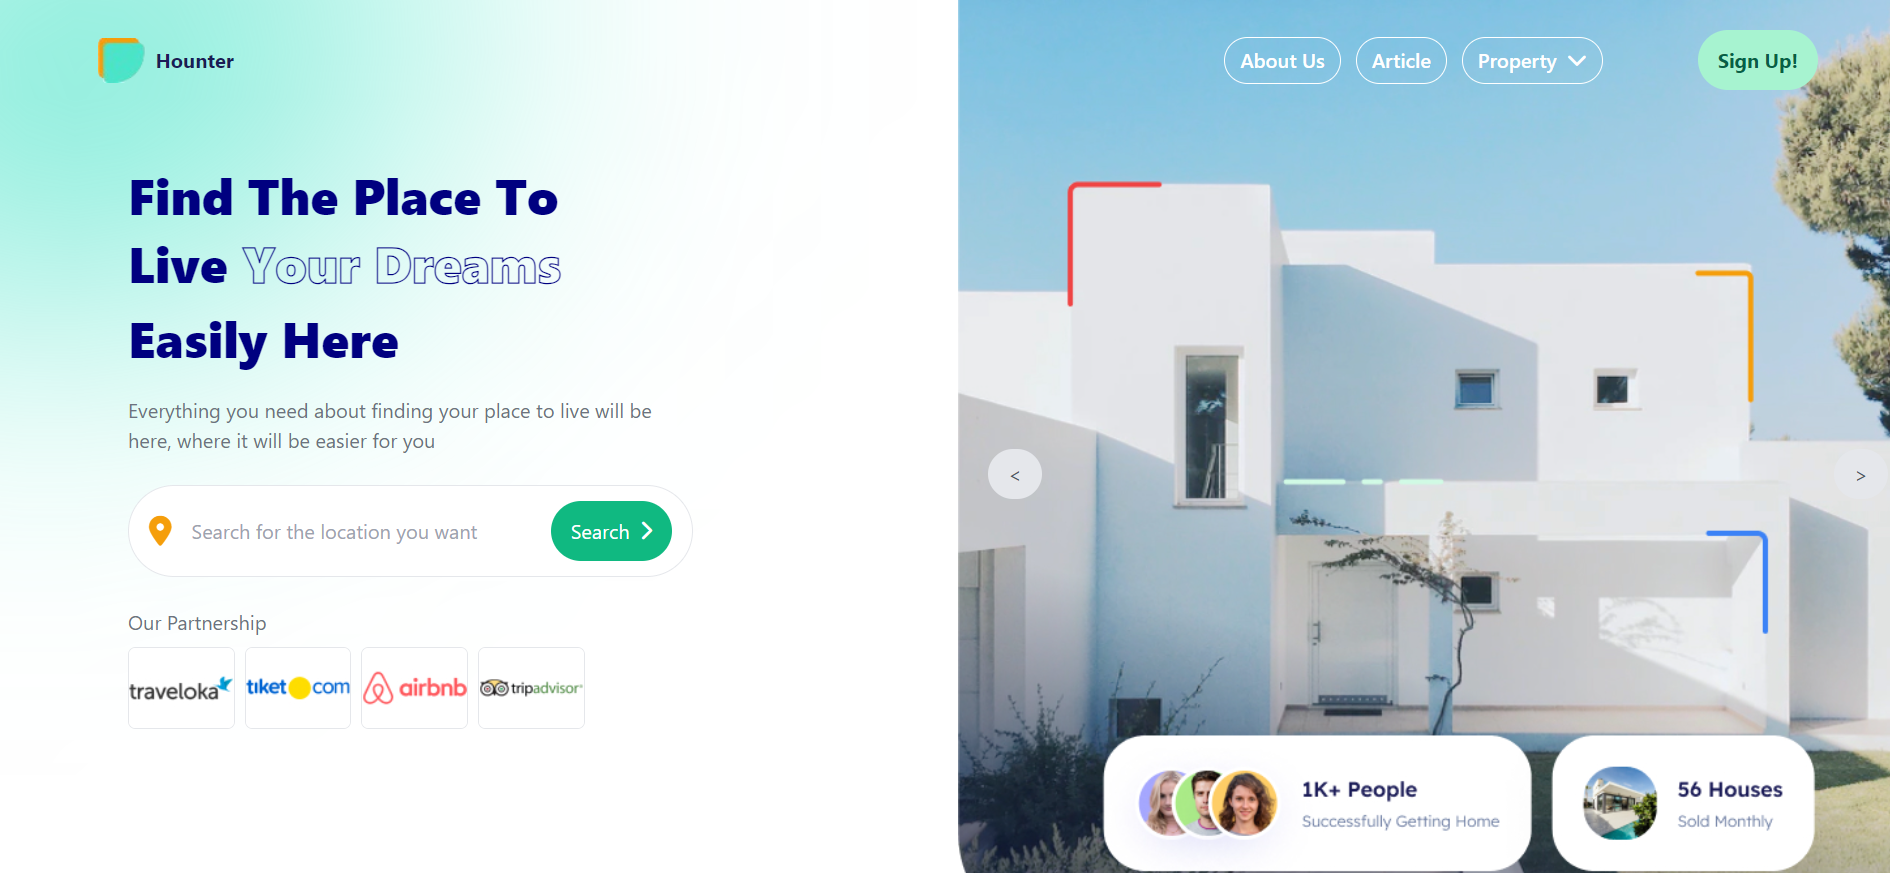 Hounter
About Us
Article
Property
Sign Up!
Find The Place To
Live Your Dreams
Easily Here
Everything you need about finding your place to live will be
here, where it will be easier for you
Search for the location you want
Search
Our Partnership
traveloka
tiket com
airbnb
tripadvisor
<
>
1K+ People
Successfully Getting Home
56 Houses
Sold Monthly